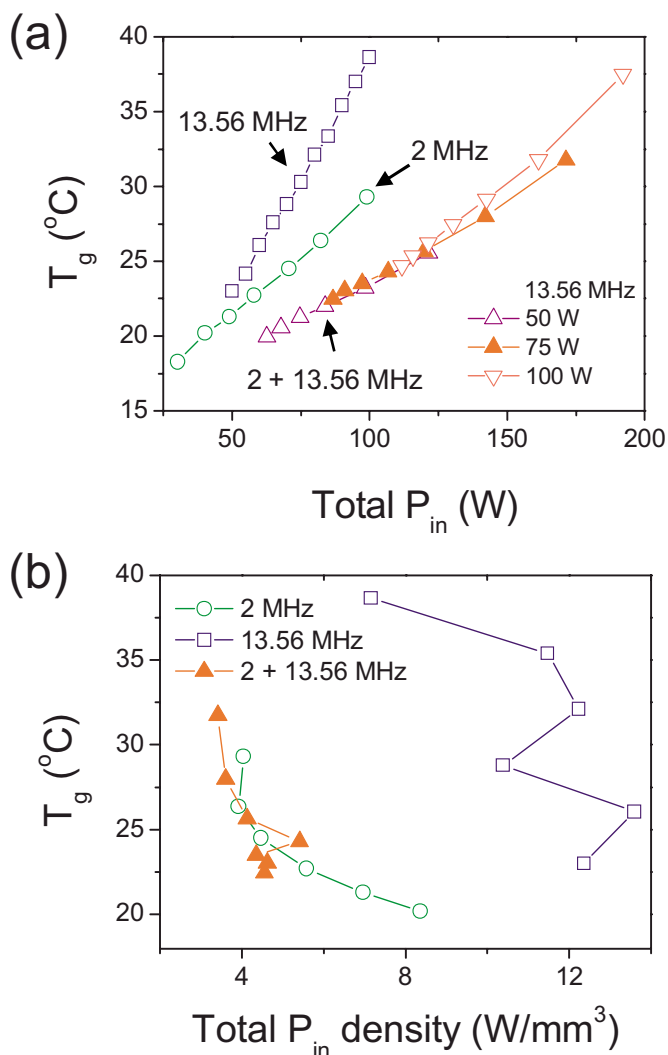 (a)
40
35
30
25
20
15
T_g (°C)
13.56 MHz
2 MHz
2 + 13.56 MHz
13.56 MHz
50 W
75 W
100 W
50
100
150
200
Total P_in (W)
(b)
40
35
30
25
20
T_g (°C)
2 MHz
13.56 MHz
2 + 13.56 MHz
4
8
12
Total P_in density (W/mm³)